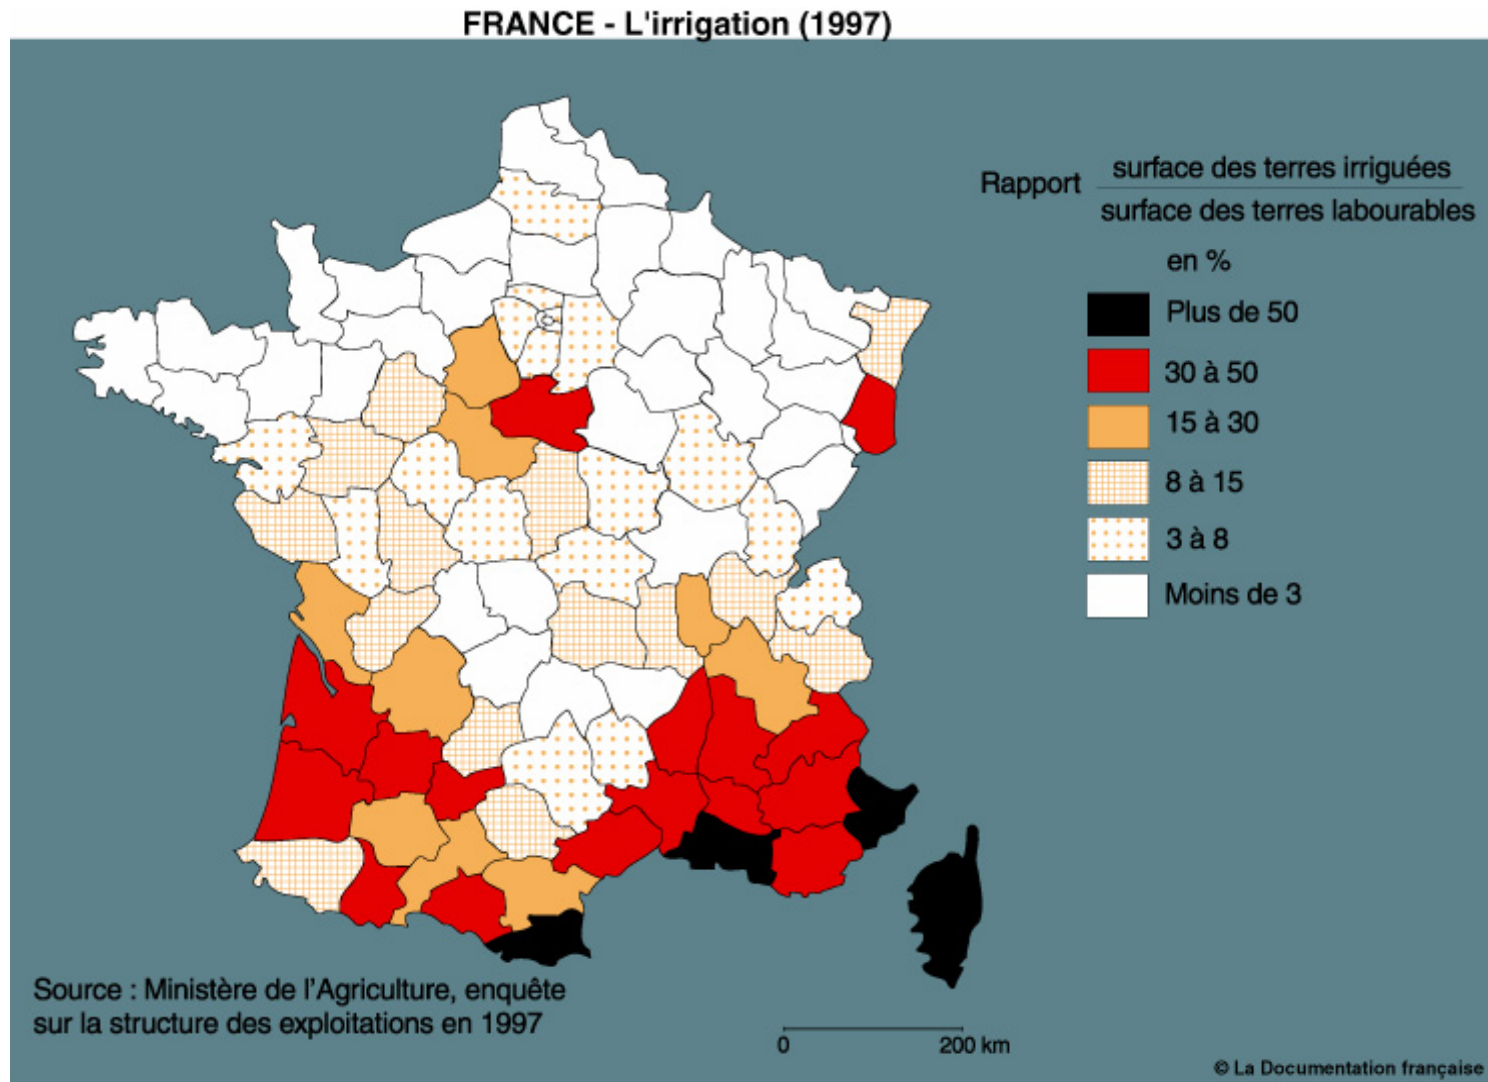 FRANCE - L'irrigation (1997)
Rapport
surface des terres irriguées
surface des terres labourables
en %
Plus de 50
30 à 50
15 à 30
8 à 15
3 à 8
Moins de 3
Source : Ministère de l'Agriculture, enquête
sur la structure des exploitations en 1997
0 200 km
© La Documentation française